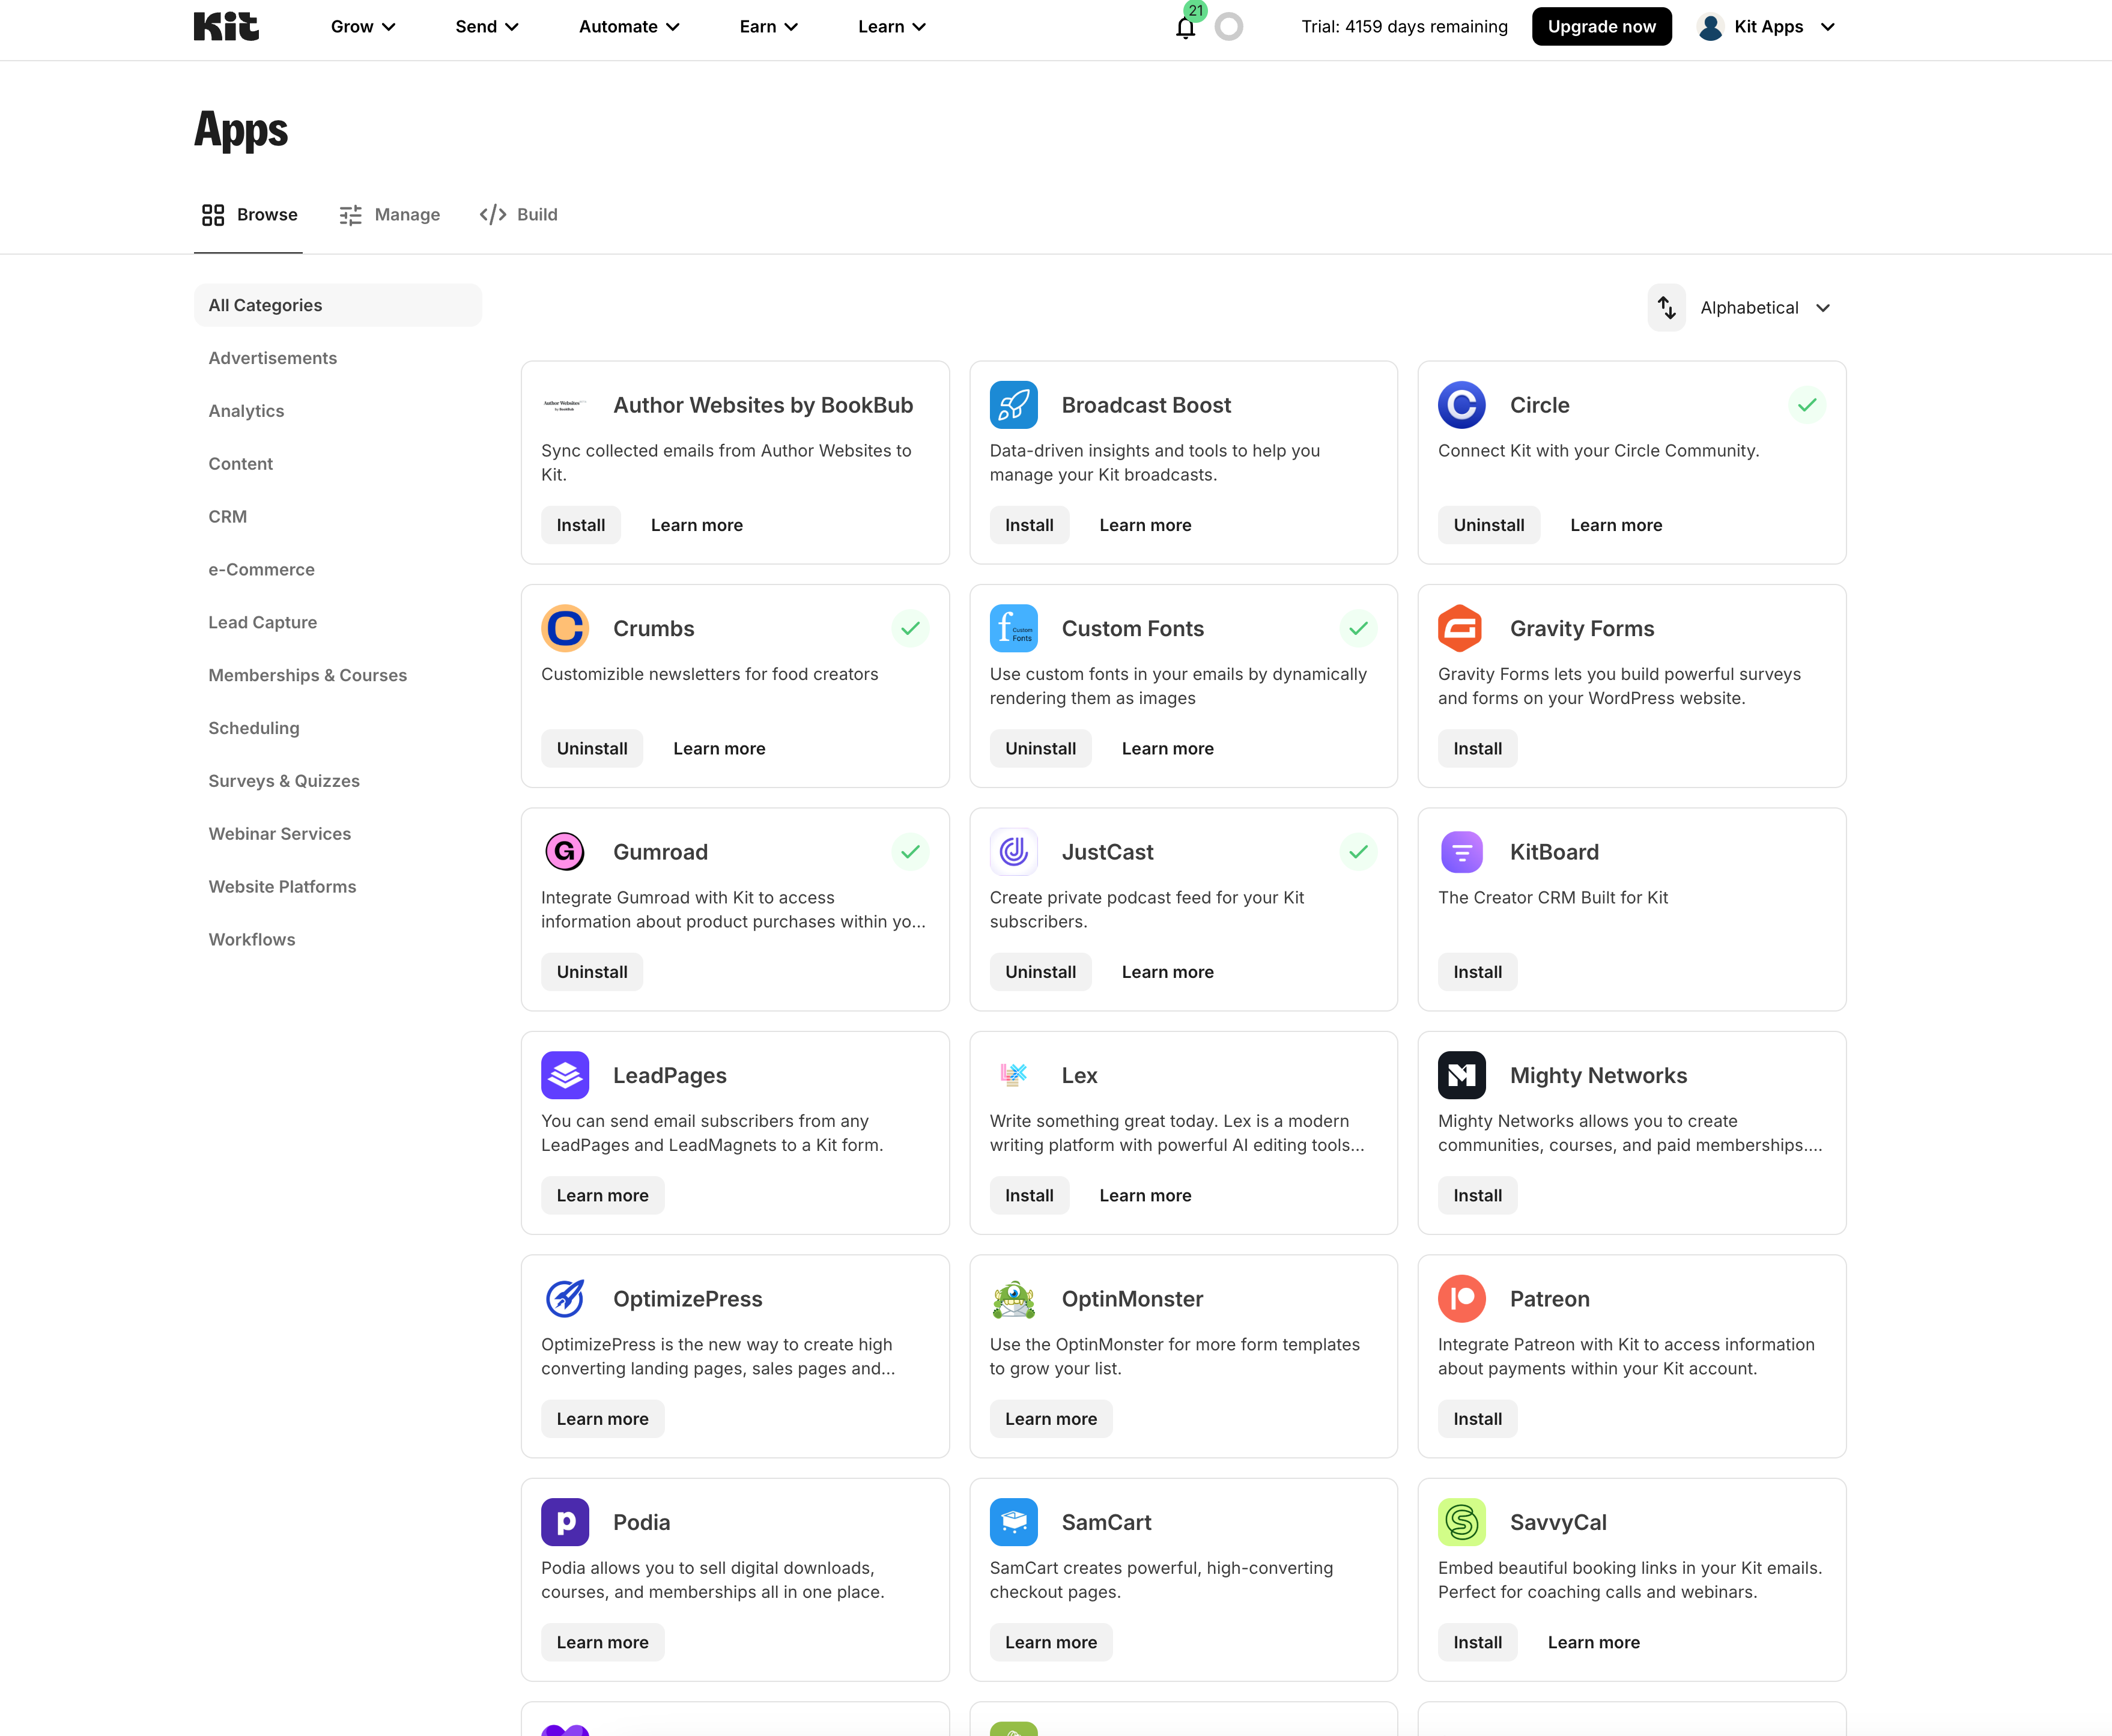 Kit
Grow
Send
Automate
Earn
Learn
21
Trial: 4159 days remaining
Upgrade now
Kit Apps
Apps
Browse
Manage
Build
All Categories
Advertisements
Analytics
Content
CRM
e-Commerce
Lead Capture
Memberships & Courses
Scheduling
Surveys & Quizzes
Webinar Services
Website Platforms
Workflows
Alphabetical
Author Websites
by BookBub
Author Websites by BookBub
Sync collected emails from Author Websites to
Kit.
Install
Learn more
Broadcast Boost
Data-driven insights and tools to help you
manage your Kit broadcasts.
Install
Learn more
Circle
Connect Kit with your Circle Community.
Uninstall
Learn more
Crumbs
Customizible newsletters for food creators
Uninstall
Learn more
f Custom
Fonts
Custom Fonts
Use custom fonts in your emails by dynamically
rendering them as images
Uninstall
Learn more
Gravity Forms
Gravity Forms lets you build powerful surveys
and forms on your WordPress website.
Install
Gumroad
Integrate Gumroad with Kit to access
information about product purchases within yo...
Uninstall
JustCast
Create private podcast feed for your Kit
subscribers.
Uninstall
Learn more
KitBoard
The Creator CRM Built for Kit
Install
LeadPages
You can send email subscribers from any
LeadPages and LeadMagnets to a Kit form.
Learn more
Lex
Write something great today. Lex is a modern
writing platform with powerful AI editing tools...
Install
Learn more
Mighty Networks
Mighty Networks allows you to create
communities, courses, and paid memberships....
Install
OptimizePress
OptimizePress is the new way to create high
converting landing pages, sales pages and...
Learn more
OptinMonster
Use the OptinMonster for more form templates
to grow your list.
Learn more
Patreon
Integrate Patreon with Kit to access information
about payments within your Kit account.
Install
Podia
Podia allows you to sell digital downloads,
courses, and memberships all in one place.
Learn more
SamCart
SamCart creates powerful, high-converting
checkout pages.
Learn more
SavvyCal
Embed beautiful booking links in your Kit emails.
Perfect for coaching calls and webinars.
Install
Learn more